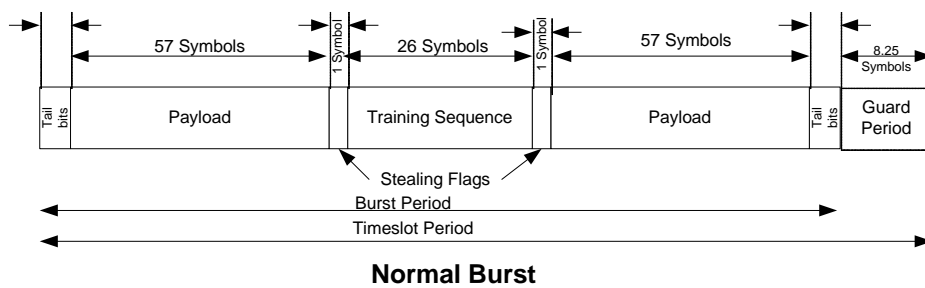 57 Symbols
1 Symbol
26 Symbols
1 Symbol
57 Symbols
8.25
Symbols
Tail
bits
Payload
Training Sequence
Payload
Tail
bits
Guard
Period
Stealing Flags
Burst Period
Timeslot Period
Normal Burst